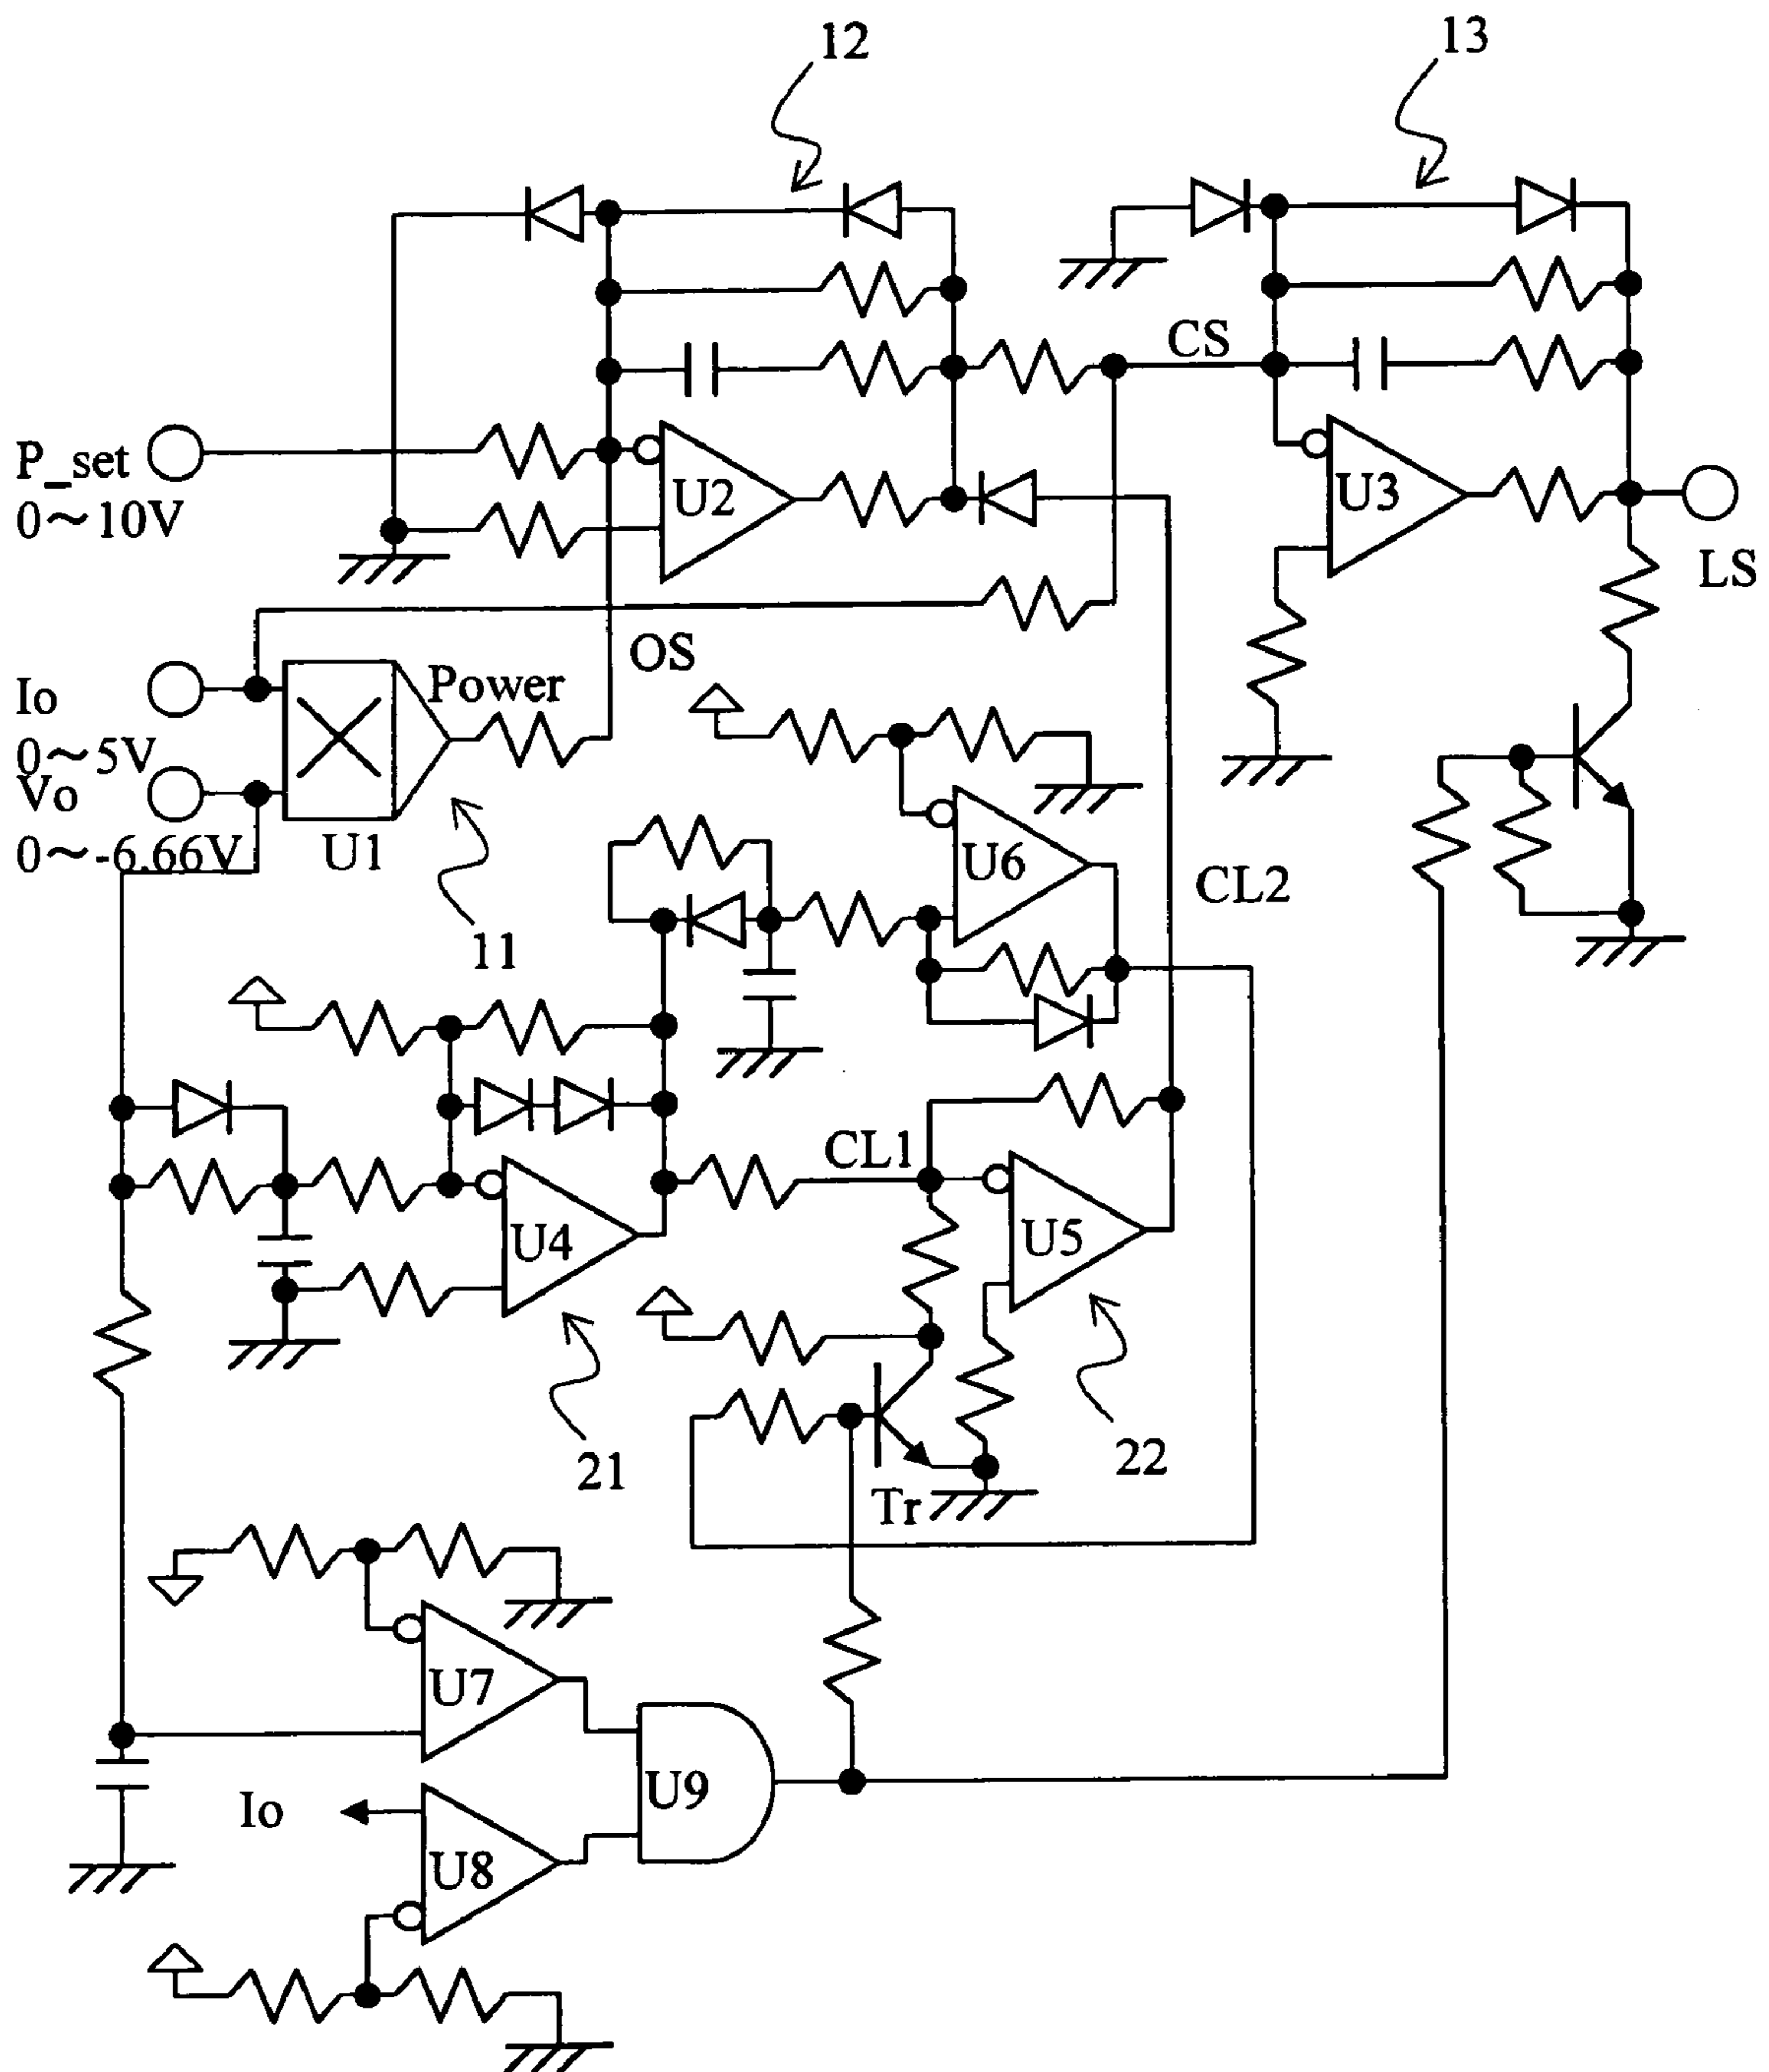 12
13
CS
P_set
0～10V
U2
U3
LS
OS
Io
0～5V
Power
Vo
0～-6.66V
U1
U6
CL2
11
CL1
U4
U5
21
22
Tr
U7
U9
Io
U8